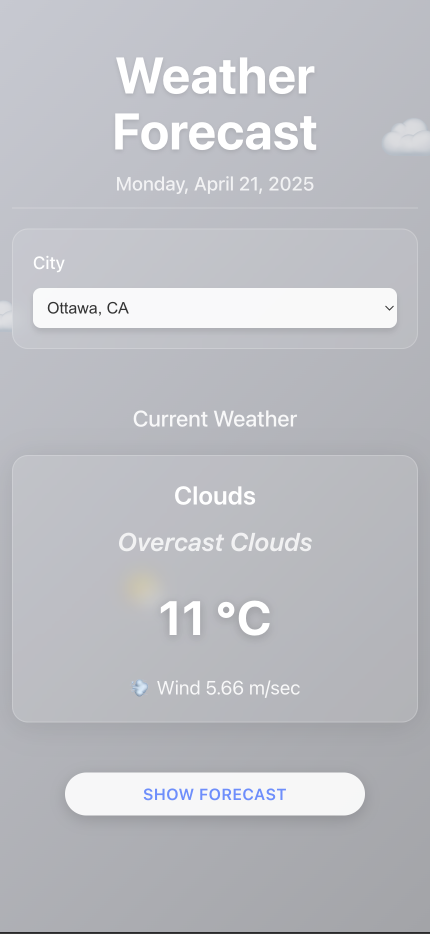 Weather
Forecast
Monday, April 21, 2025
City
Ottawa, CA
Current Weather
Clouds
Overcast Clouds
11 °C
Wind 5.66 m/sec
SHOW FORECAST